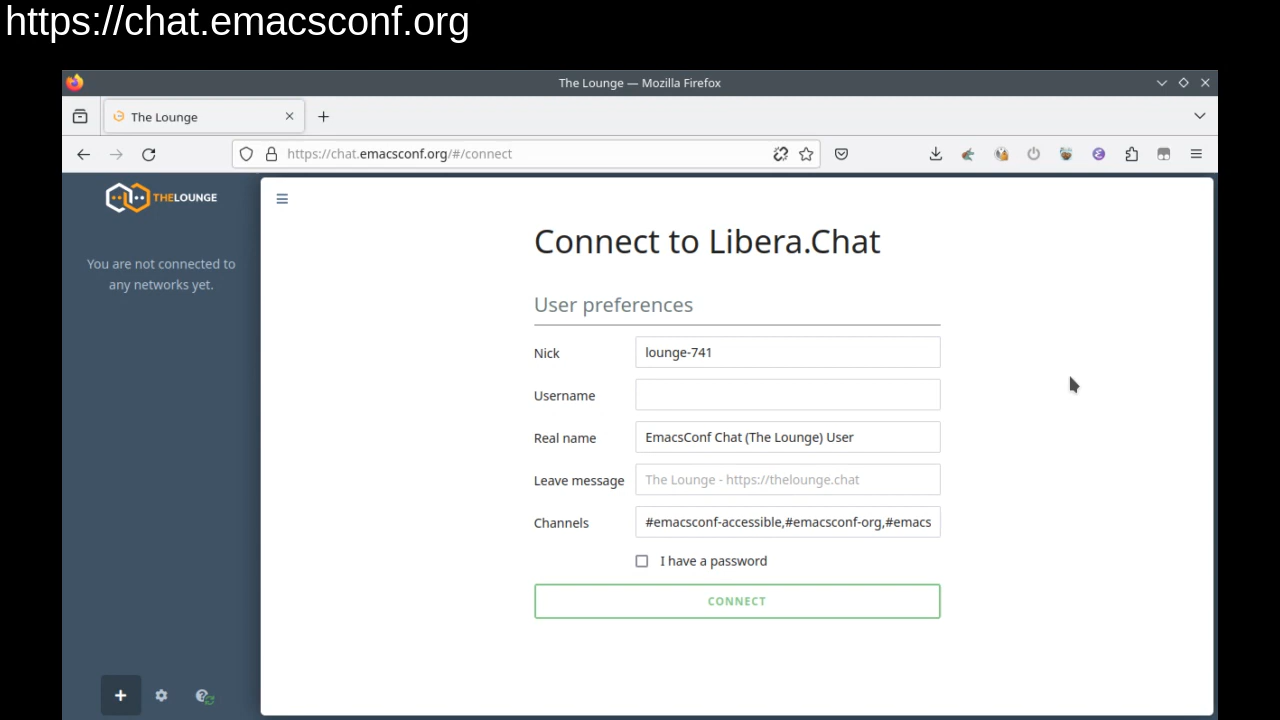 https://chat.emacsconf.org
The Lounge — Mozilla Firefox
The Lounge
https://chat.emacsconf.org/#/connect
THELOUNGE
You are not connected to
any networks yet.
Connect to Libera.Chat
User preferences
Nick
lounge-741
Username
Real name
EmacsConf Chat (The Lounge) User
Leave message
The Lounge - https://thelounge.chat
Channels
#emacsconf-accessible,#emacsconf-org,#emacs
I have a password
CONNECT